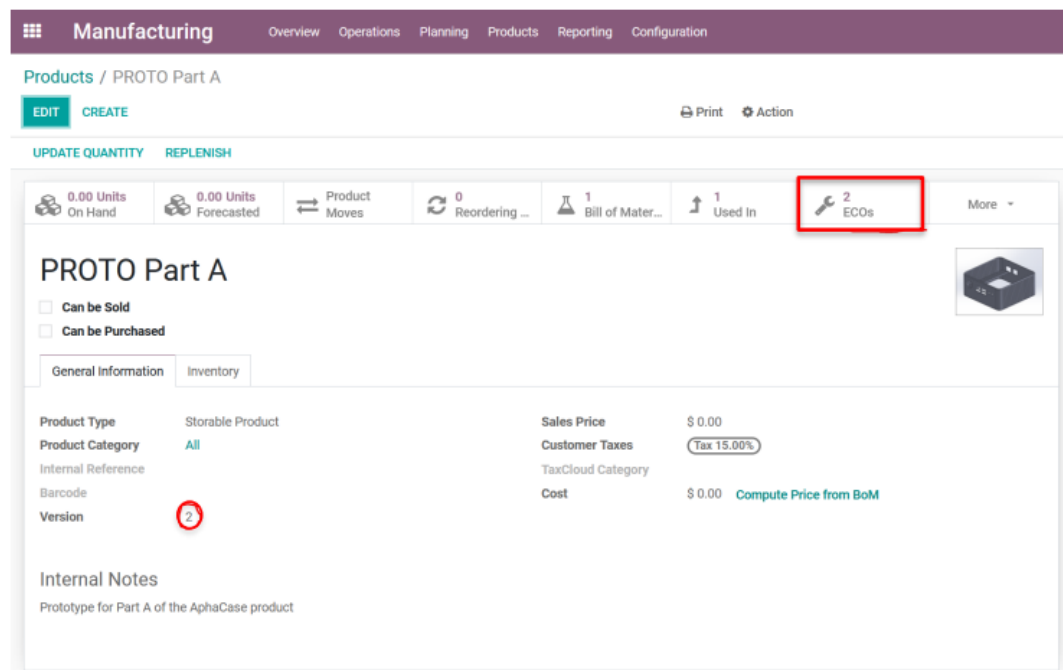 Manufacturing Overview Operations Planning Products Reporting Configuration
Products / PROTO Part A
EDIT CREATE Print Action
UPDATE QUANTITY REPLENISH
0.00 Units On Hand
0.00 Units Forecasted
Product Moves
0 Reordering ...
1 Bill of Mater...
1 Used In
2 ECOs
More
PROTO Part A
Can be Sold
Can be Purchased
General Information Inventory
Product Type Storable Product Sales Price $ 0.00
Product Category All Customer Taxes Tax 15.00%
Internal Reference TaxCloud Category
Barcode Cost $ 0.00 Compute Price from BoM
Version 2
Internal Notes
Prototype for Part A of the AphaCase product